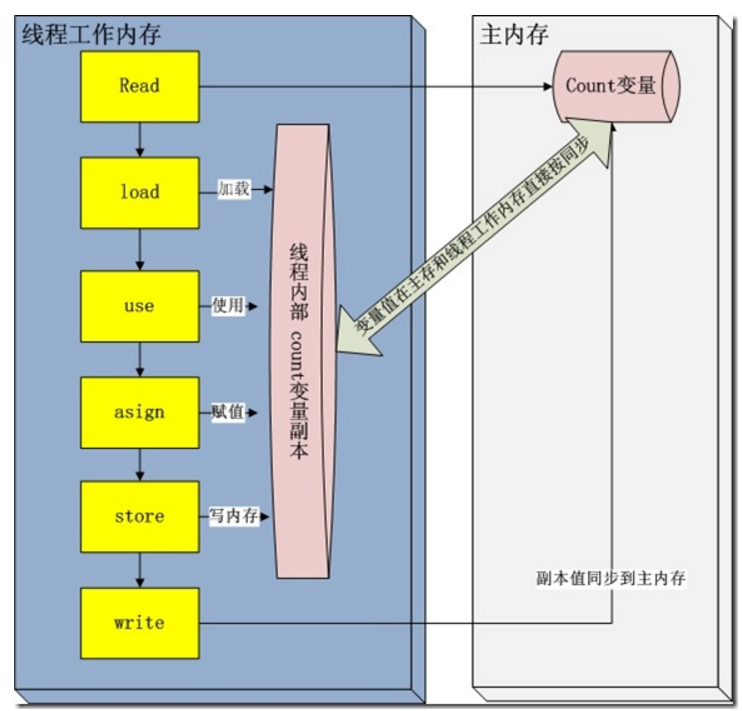 线程工作内存
主内存
Read
Count变量
load
加载
变量值在主存和线程工作内存直接按同步
线程内部 count变量副本
use
使用
asign
赋值
store
写内存
副本值同步到主内存
write